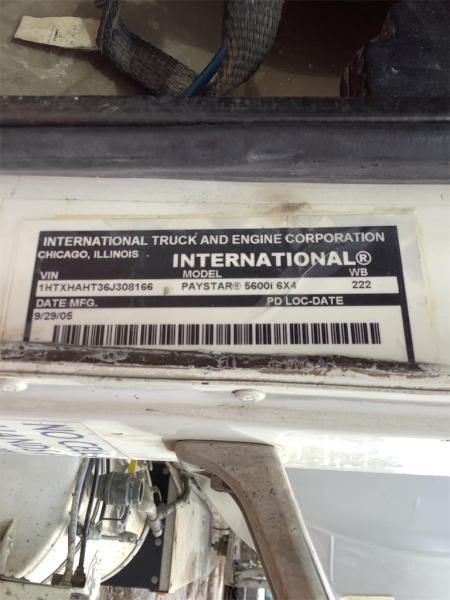 INTERNATIONAL TRUCK AND ENGINE CORPORATION
CHICAGO, ILLINOIS INTERNATIONAL®
VIN MODEL WB
1HTXHAHT36J308166 PAYSTAR® 5600i 6X4 222
DATE MFG. PD LOC-DATE
9/29/05